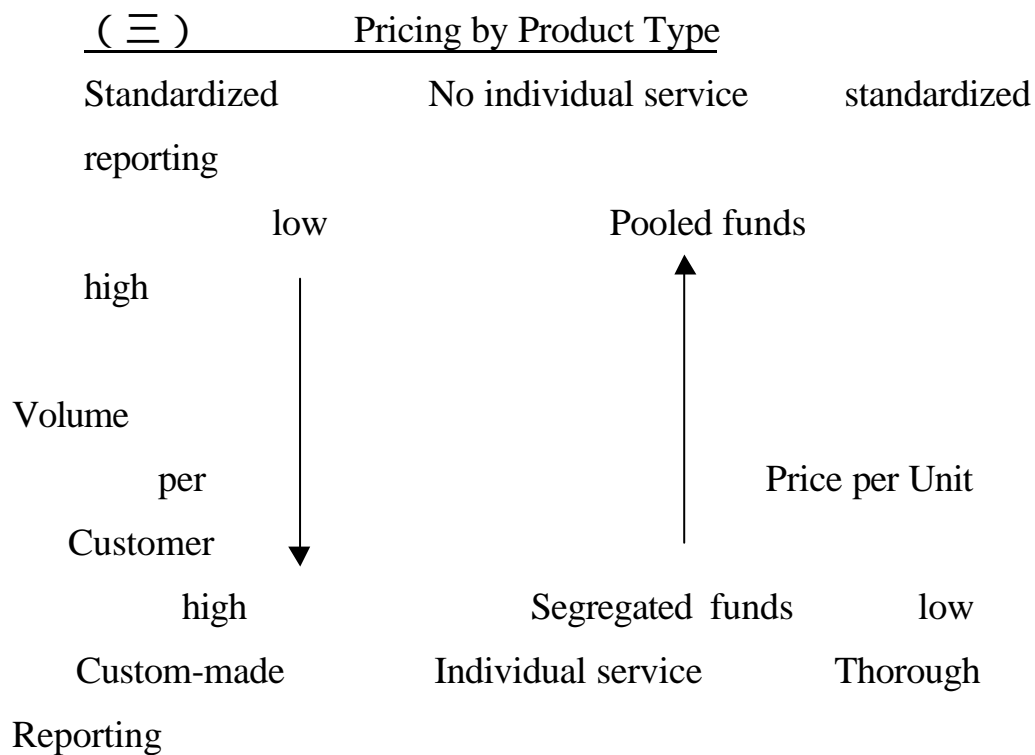 （三） Pricing by Product Type
Standardized No individual service standardized
reporting
low Pooled funds
high
Volume
per Price per Unit
Customer
high Segregated funds low
Custom-made Individual service Thorough
Reporting